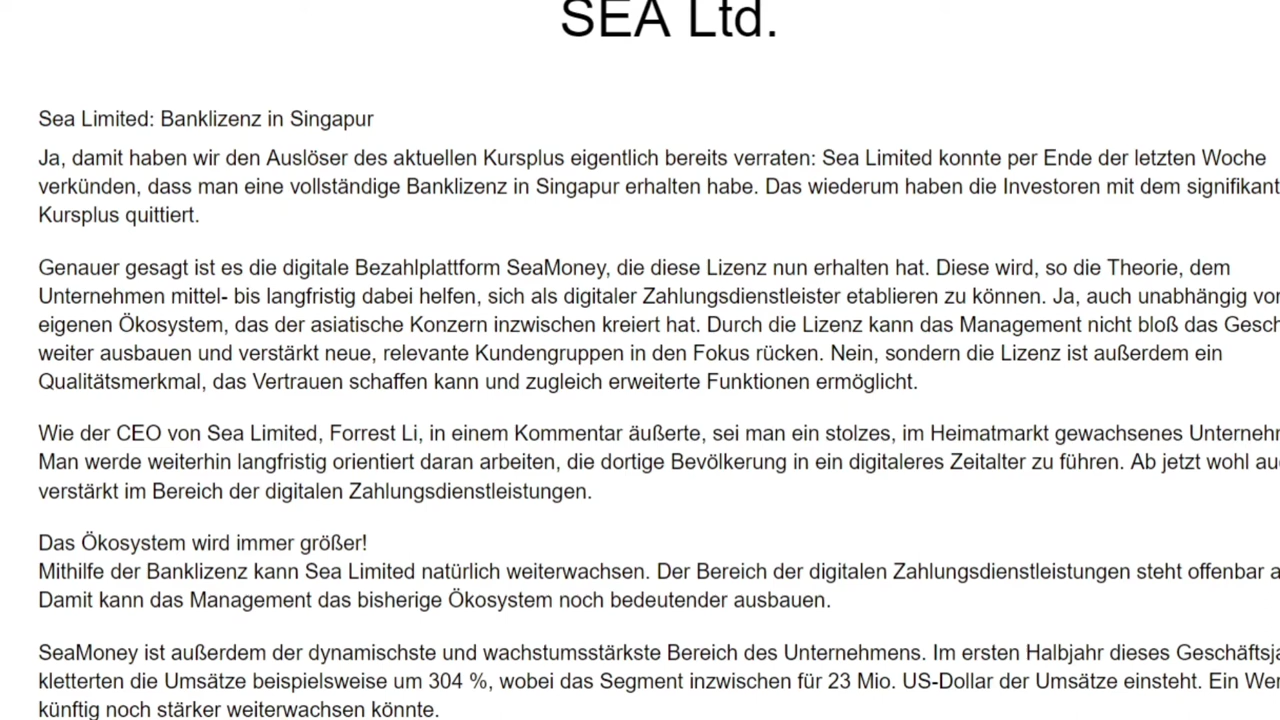 SEA Ltd.
Sea Limited: Banklizenz in Singapur
Ja, damit haben wir den Auslöser des aktuellen Kursplus eigentlich bereits verraten: Sea Limited konnte per Ende der letzten Woche
verkünden, dass man eine vollständige Banklizenz in Singapur erhalten habe. Das wiederum haben die Investoren mit dem signifikant
Kursplus quittiert.
Genauer gesagt ist es die digitale Bezahlplattform SeaMoney, die diese Lizenz nun erhalten hat. Diese wird, so die Theorie, dem
Unternehmen mittel- bis langfristig dabei helfen, sich als digitaler Zahlungsdienstleister etablieren zu können. Ja, auch unabhängig
eigenen Ökosystem, das der asiatische Konzern inzwischen kreiert hat. Durch die Lizenz kann das Management nicht bloß das
weiter ausbauen und verstärkt neue, relevante Kundengruppen in den Fokus rücken. Nein, sondern die Lizenz ist außerdem ein
Qualitätsmerkmal, das Vertrauen schaffen kann und zugleich erweiterte Funktionen ermöglicht.
Wie der CEO von Sea Limited, Forrest Li, in einem Kommentar äußerte, sei man ein stolzes, im Heimatmarkt gewachsenes
Man werde weiterhin langfristig orientiert daran arbeiten, die dortige Bevölkerung in ein digitaleres Zeitalter zu führen. Ab jetzt wohl
verstärkt im Bereich der digitalen Zahlungsdienstleistungen.
Das Ökosystem wird immer größer!
Mithilfe der Banklizenz kann Sea Limited natürlich weiterwachsen. Der Bereich der digitalen Zahlungsdienstleistungen steht offenbar
Damit kann das Management das bisherige Ökosystem noch bedeutender ausbauen.
SeaMoney ist außerdem der dynamischste und wachstumsstärkste Bereich des Unternehmens. Im ersten Halbjahr dieses
kletterten die Umsätze beispielsweise um 304 %, wobei das Segment inzwischen für 23 Mio. US-Dollar der Umsätze einsteht. Ein
künftig noch stärker weiterwachsen könnte.